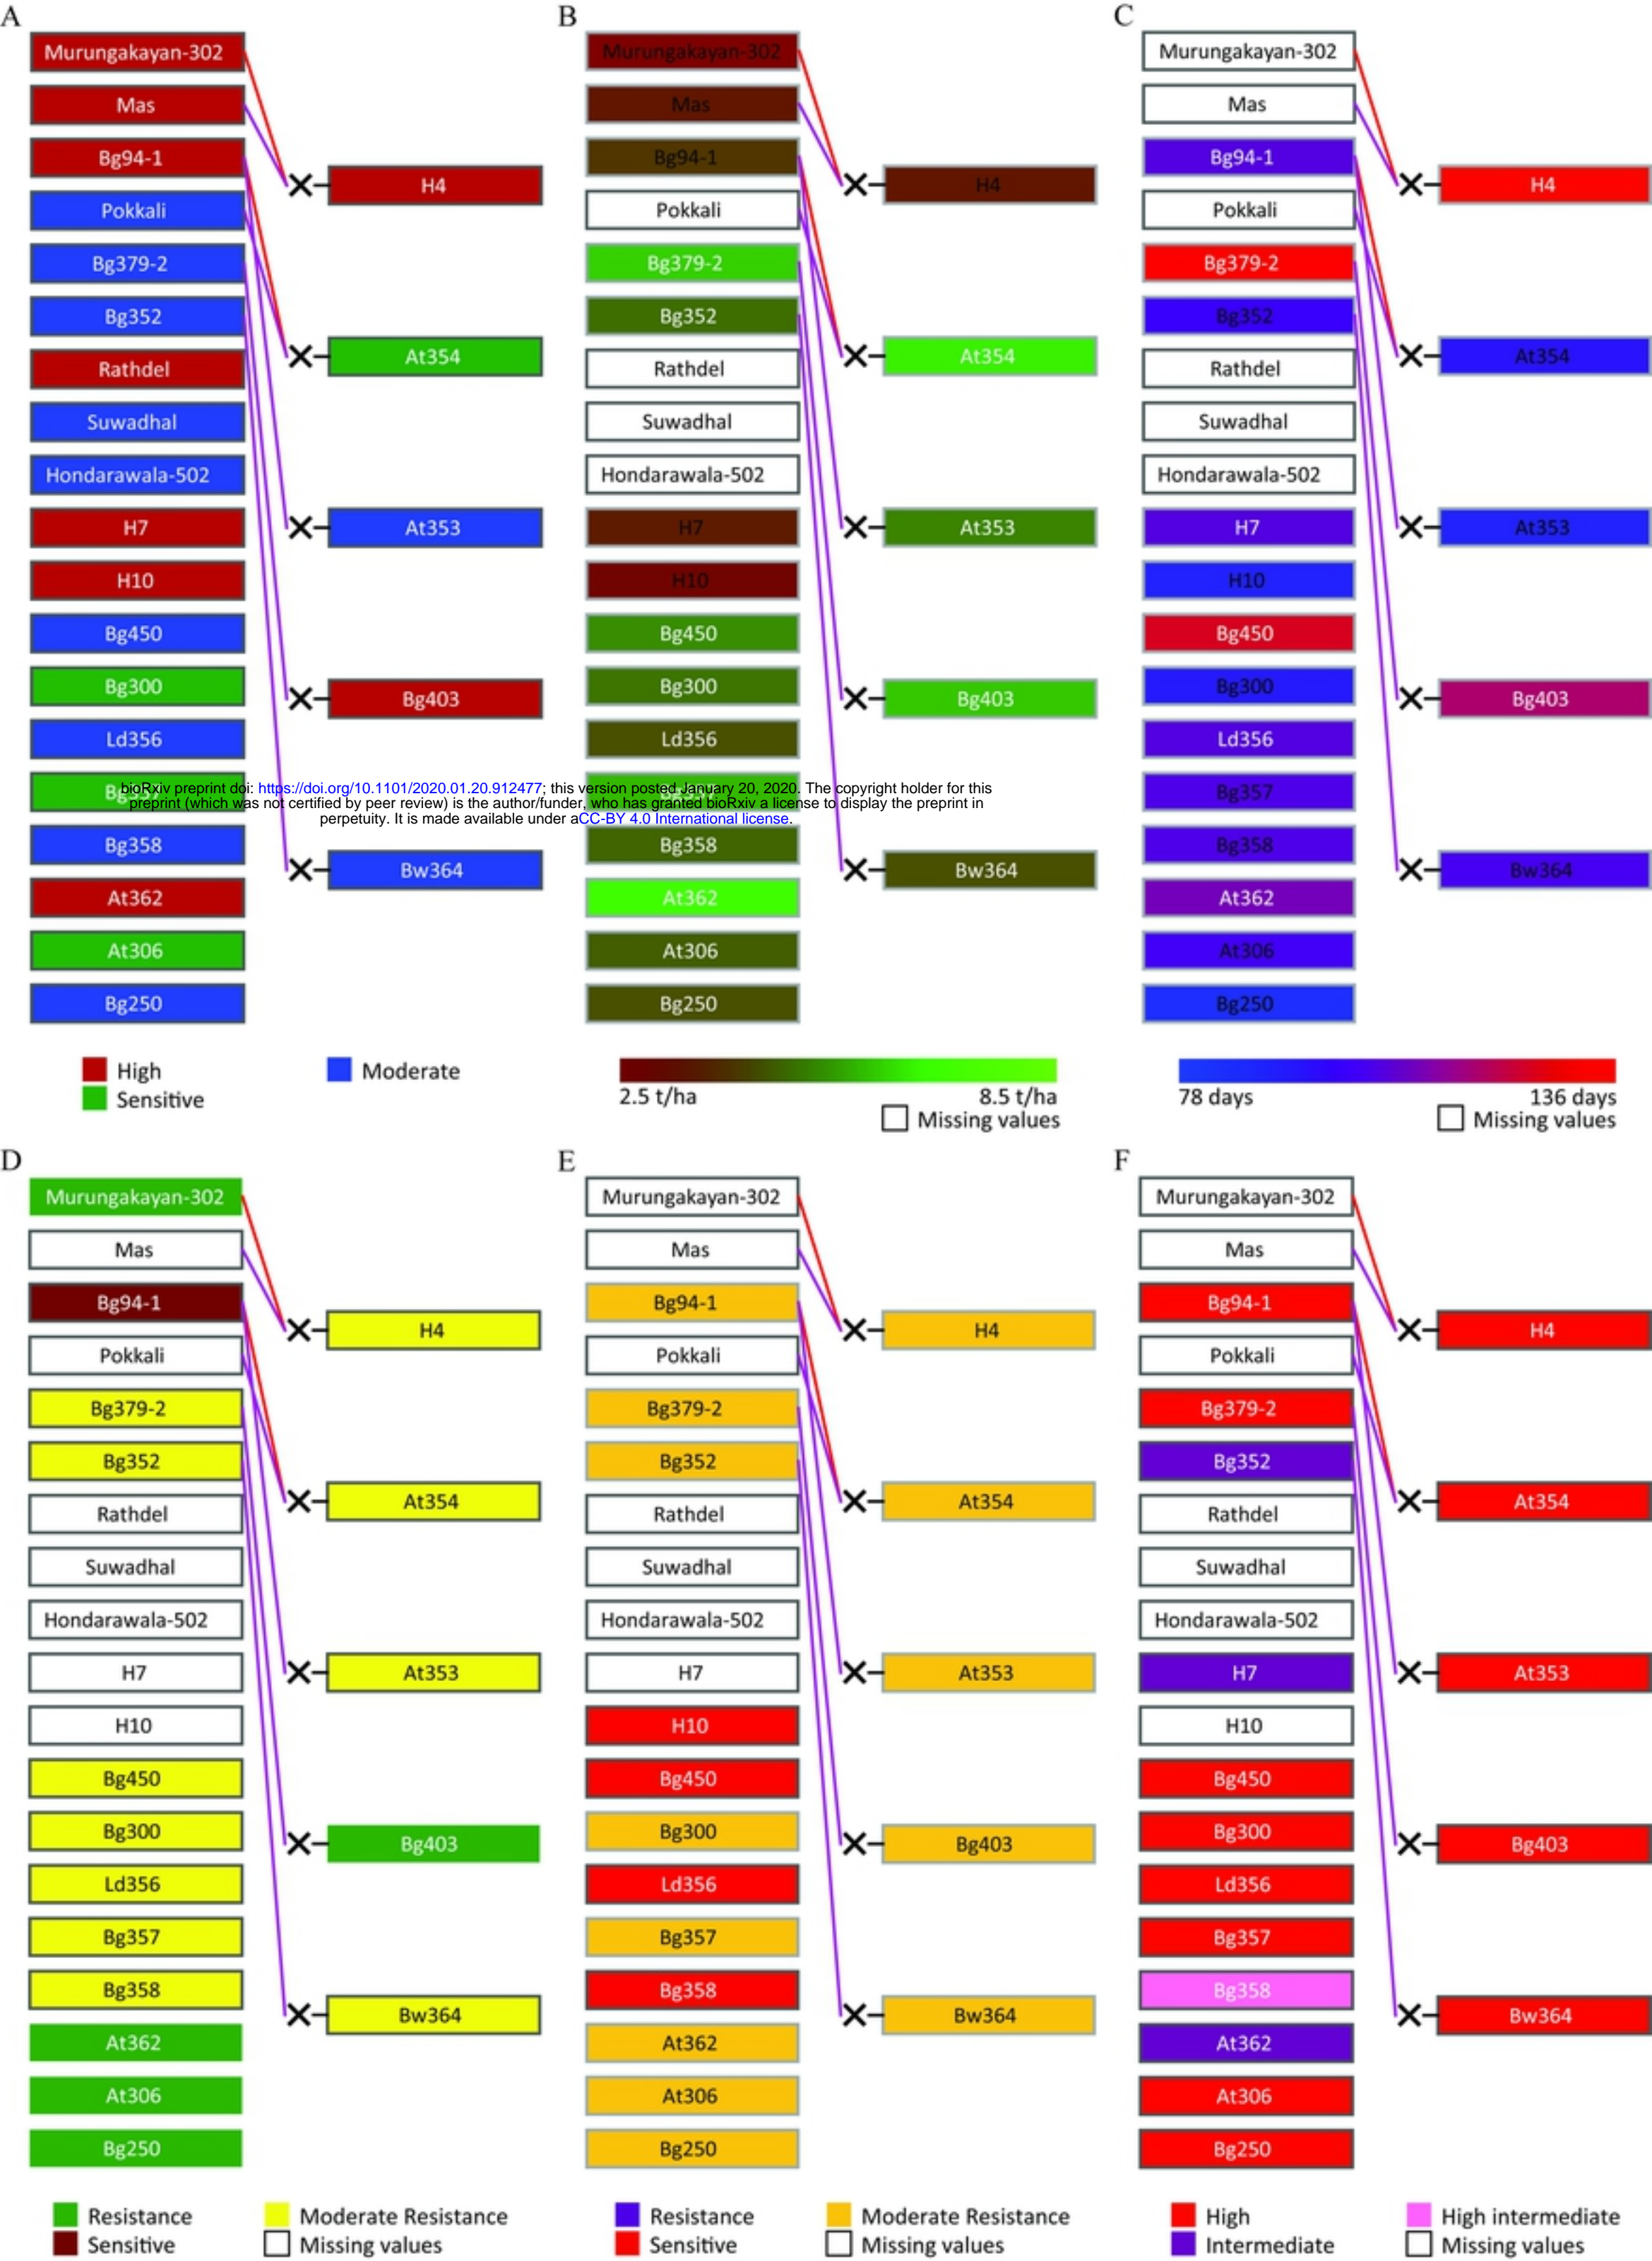 A
Murungakayan-302
Mas
Bg94-1
Pokkali
Bg379-2
Bg352
Rathdel
Suwadhal
Hondarawala-502
H7
H10
Bg450
Bg300
Ld356
Bg357
Bg358
At362
At306
Bg250
H4
At354
At353
Bg403
Bw364
High
Moderate
Sensitive
B
Murungakayan-302
Mas
Bg94-1
Pokkali
Bg379-2
Bg352
Rathdel
Suwadhal
Hondarawala-502
H7
H10
Bg450
Bg300
Ld356
Bg357
Bg358
At362
At306
Bg250
H4
At354
At353
Bg403
Bw364
2.5 t/ha
8.5 t/ha
Missing values
C
Murungakayan-302
Mas
Bg94-1
Pokkali
Bg379-2
Bg352
Rathdel
Suwadhal
Hondarawala-502
H7
H10
Bg450
Bg300
Ld356
Bg357
Bg358
At362
At306
Bg250
H4
At354
At353
Bg403
Bw364
78 days
136 days
Missing values
bioRxiv preprint doi: https://doi.org/10.1101/2020.01.20.912477; this version posted January 20, 2020. The copyright holder for this
preprint (which was not certified by peer review) is the author/funder, who has granted bioRxiv a license to display the preprint in
perpetuity. It is made available under aCC-BY 4.0 International license.
D
Murungakayan-302
Mas
Bg94-1
Pokkali
Bg379-2
Bg352
Rathdel
Suwadhal
Hondarawala-502
H7
H10
Bg450
Bg300
Ld356
Bg357
Bg358
At362
At306
Bg250
H4
At354
At353
Bg403
Bw364
Resistance
Moderate Resistance
Sensitive
Missing values
E
Murungakayan-302
Mas
Bg94-1
Pokkali
Bg379-2
Bg352
Rathdel
Suwadhal
Hondarawala-502
H7
H10
Bg450
Bg300
Ld356
Bg357
Bg358
At362
At306
Bg250
H4
At354
At353
Bg403
Bw364
Resistance
Moderate Resistance
Sensitive
Missing values
F
Murungakayan-302
Mas
Bg94-1
Pokkali
Bg379-2
Bg352
Rathdel
Suwadhal
Hondarawala-502
H7
H10
Bg450
Bg300
Ld356
Bg357
Bg358
At362
At306
Bg250
H4
At354
At353
Bg403
Bw364
High
High intermediate
Intermediate
Missing values